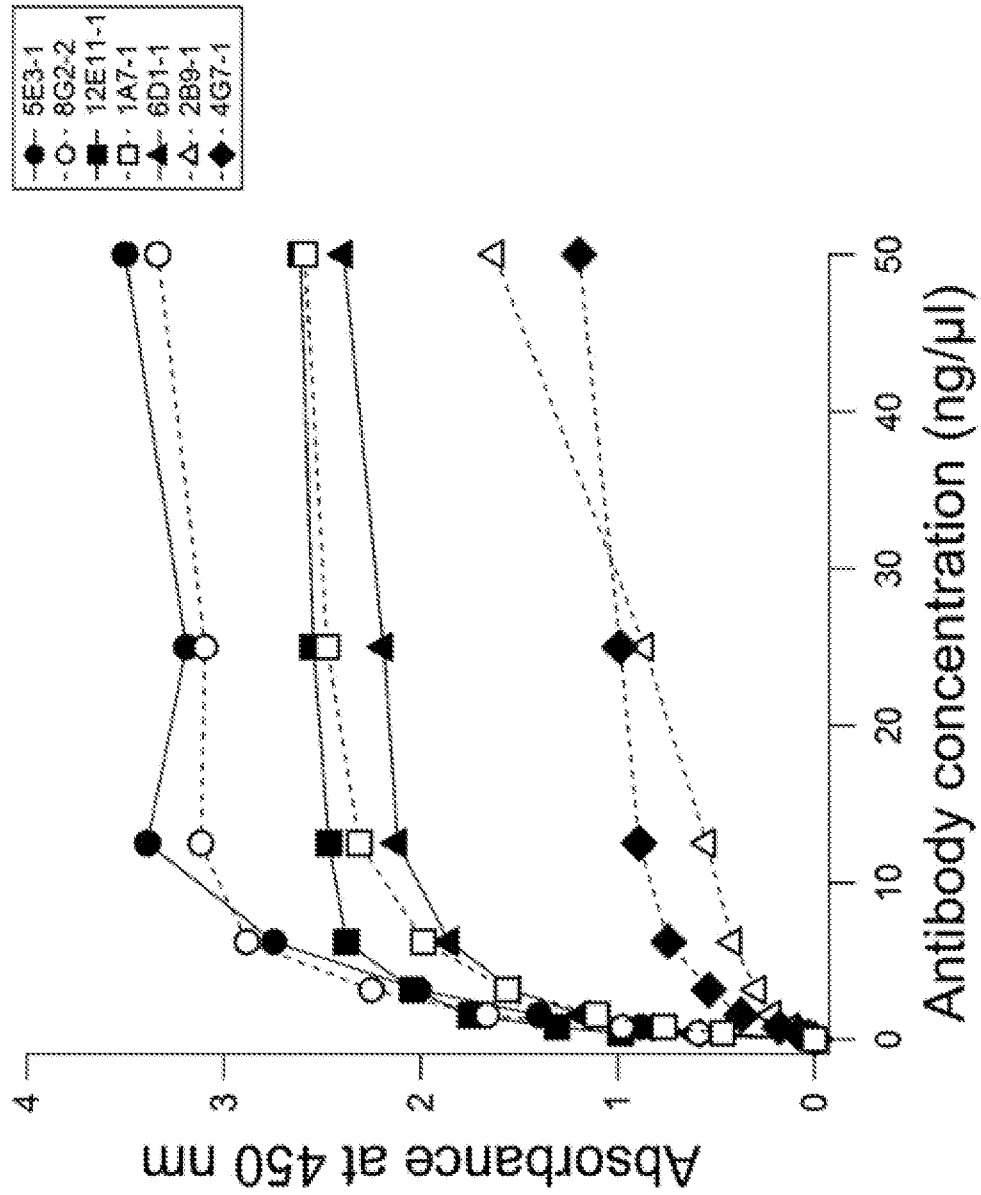 5E3-1
8G2-2
12E11-1
1A7-1
6D1-1
2B9-1
4G7-1
4
3
2
1
0
Absorbance at 450 nm
0
10
20
30
40
50
Antibody concentration (ng/µl)